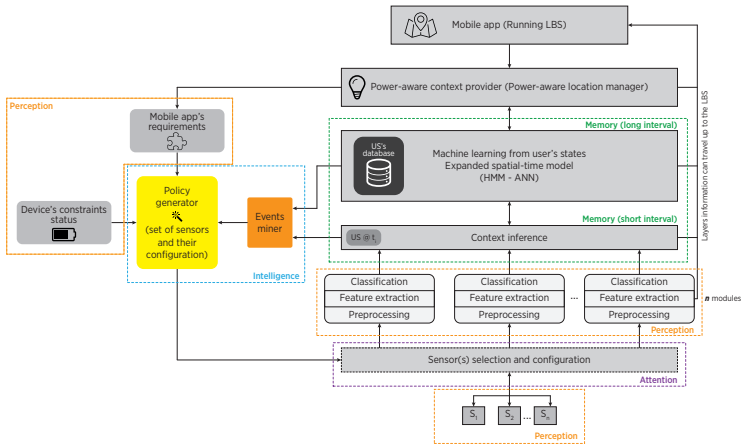 Mobile app (Running LBS)
Power-aware context provider (Power-aware location manager)
Perception
Mobile app's
requirements
Memory (long interval)
US's
database
Machine learning from user's states
Expanded spatial-time model
(HMM - ANN)
Layers information can travel up to the LBS
Policy
generator
(set of sensors
and their
configuration)
Device's constraints
status
Events
miner
Memory (short interval)
US @ tj
Context inference
Intelligence
Classification
Feature extraction
Preprocessing
Classification
Feature extraction
Preprocessing
...
Classification
Feature extraction
Preprocessing
n modules
Perception
Sensor(s) selection and configuration
Attention
S1
S2
...
Sn
Perception